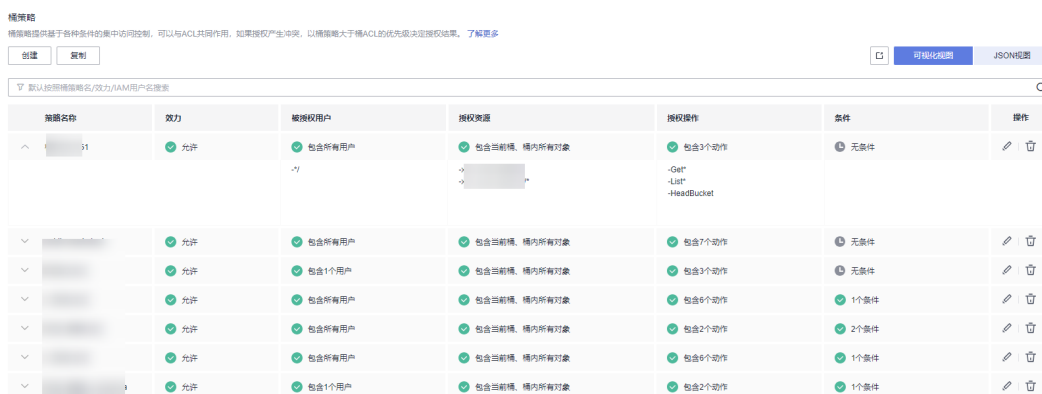 桶策略
桶策略提供基于各种条件的集中访问控制，可以与ACL共同作用，如果授权产生冲突，以桶策略大于桶ACL的优先级决定授权结果。 了解更多
创建 复制 可视化视图 JSON视图
默认按照桶策略名/效力/IAM用户名搜索
策略名称 效力 被授权用户 授权资源 授权操作 条件 操作
51 允许 包含所有用户 包含当前桶、桶内所有对象 包含3个动作 无条件
-*/ -Get*
/* -List*
-HeadBucket
允许 包含所有用户 包含当前桶、桶内所有对象 包含7个动作 无条件
允许 包含1个用户 包含当前桶、桶内所有对象 包含3个动作 无条件
允许 包含所有用户 包含当前桶、桶内所有对象 包含6个动作 1个条件
允许 包含所有用户 包含当前桶、桶内所有对象 包含2个动作 2个条件
允许 包含所有用户 包含当前桶、桶内所有对象 包含6个动作 1个条件
a 允许 包含1个用户 包含当前桶、桶内所有对象 包含2个动作 1个条件